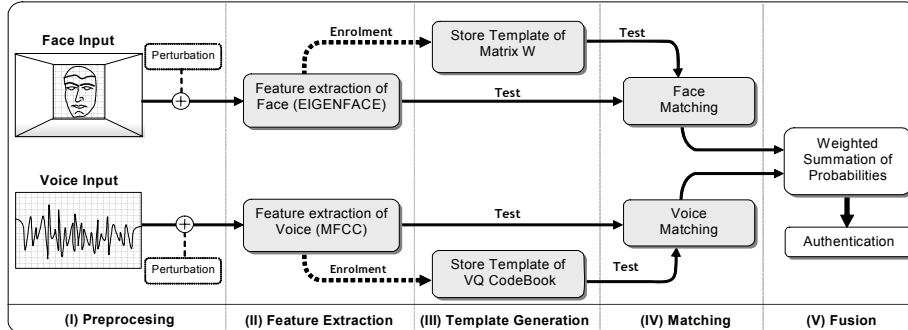 Face Input
Perturbation
Enrolment
Feature extraction of
Face (EIGENFACE)
Store Template of
Matrix W
Test
Test
Face
Matching
Weighted
Summation of
Probabilities
Authentication
Voice Input
Perturbation
Feature extraction of
Voice (MFCC)
Test
Voice
Matching
Enrolment
Store Template of
VQ CodeBook
Test
(I) Preprocesing
(II) Feature Extraction
(III) Template Generation
(IV) Matching
(V) Fusion